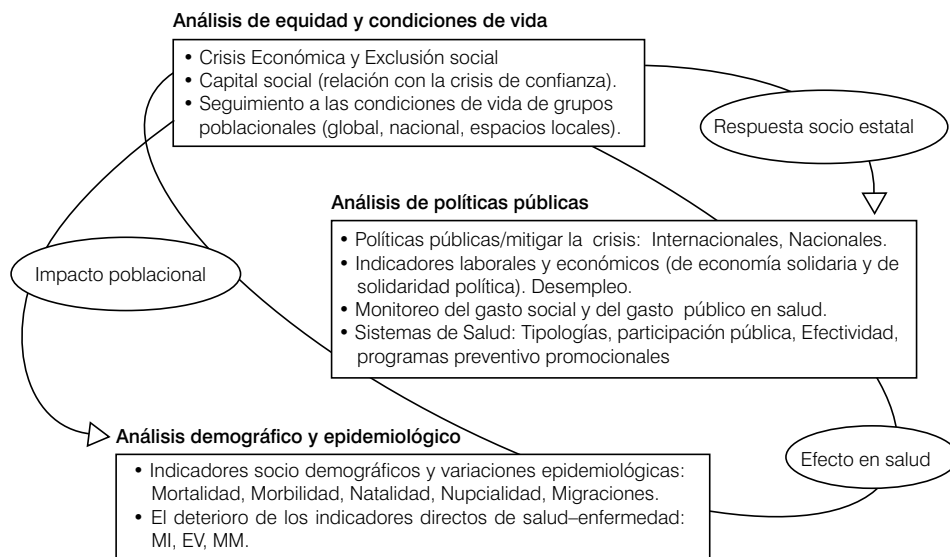 Análisis de equidad y condiciones de vida
• Crisis Económica y Exclusión social
• Capital social (relación con la crisis de confianza).
• Seguimiento a las condiciones de vida de grupos
poblacionales (global, nacional, espacios locales).
Respuesta socio estatal
Análisis de políticas públicas
• Políticas públicas/mitigar la crisis: Internacionales, Nacionales.
• Indicadores laborales y económicos (de economía solidaria y de
solidaridad política). Desempleo.
• Monitoreo del gasto social y del gasto público en salud.
• Sistemas de Salud: Tipologías, participación pública, Efectividad,
programas preventivo promocionales
Impacto poblacional
Análisis demográfico y epidemiológico
• Indicadores socio demográficos y variaciones epidemiológicas:
Mortalidad, Morbilidad, Natalidad, Nupcialidad, Migraciones.
• El deterioro de los indicadores directos de salud–enfermedad:
MI, EV, MM.
Efecto en salud